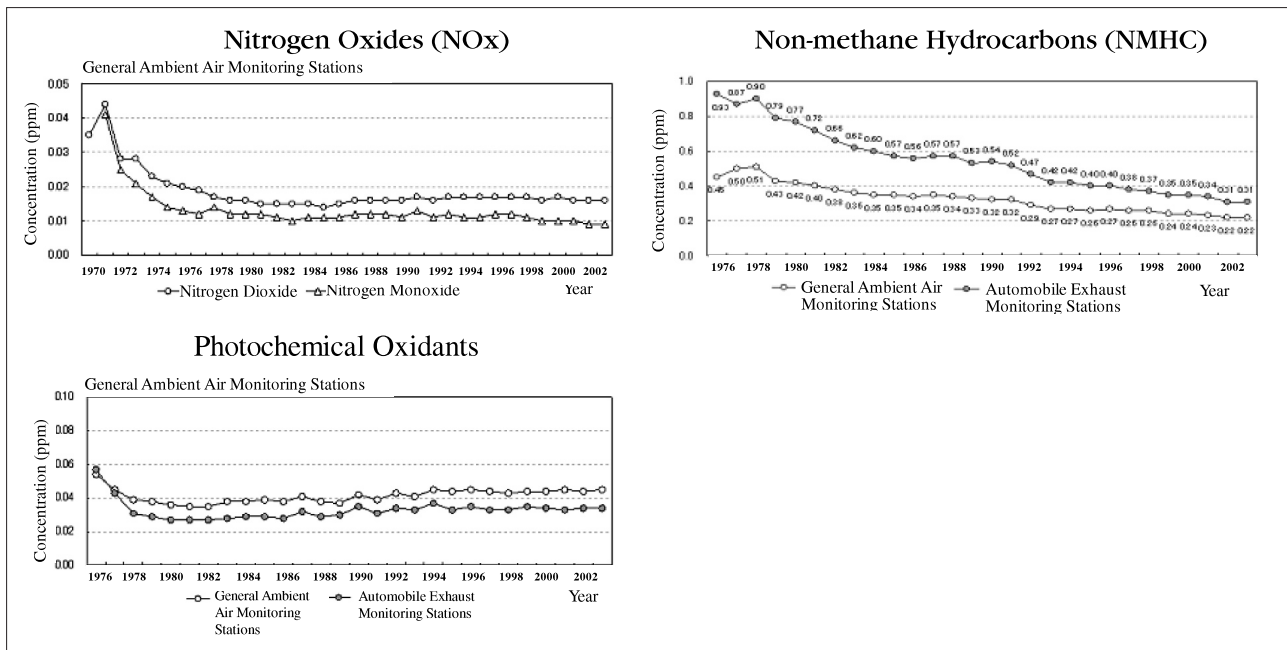 Nitrogen Oxides (NOx)
General Ambient Air Monitoring Stations
Concentration (ppm)
0.05
0.04
0.03
0.02
0.01
0.00
1970 1972 1974 1976 1978 1980 1982 1984 1986 1988 1990 1992 1994 1996 1998 2000 2002
Nitrogen Dioxide Nitrogen Monoxide Year
Non-methane Hydrocarbons (NMHC)
Concentration (ppm)
1.0
0.8
0.6
0.4
0.2
0.0
0.93 0.87 0.90 0.79 0.77 0.72 0.66 0.62 0.60 0.57 0.56 0.57 0.57 0.53 0.54 0.52 0.47 0.42 0.42 0.40 0.40 0.38 0.37 0.35 0.35 0.34 0.31 0.31
0.45 0.50 0.51 0.43 0.42 0.40 0.38 0.36 0.35 0.35 0.34 0.35 0.34 0.33 0.32 0.32 0.29 0.27 0.27 0.26 0.27 0.26 0.26 0.24 0.24 0.23 0.22 0.22
1976 1978 1980 1982 1984 1986 1988 1990 1992 1994 1996 1998 2000 2002
General Ambient Air
Monitoring Stations
Automobile Exhaust
Monitoring Stations
Year
Photochemical Oxidants
General Ambient Air Monitoring Stations
Concentration (ppm)
0.10
0.08
0.06
0.04
0.02
0.00
1976 1978 1980 1982 1984 1986 1988 1990 1992 1994 1996 1998 2000 2002
General Ambient
Air Monitoring
Stations
Automobile Exhaust
Monitoring Stations
Year